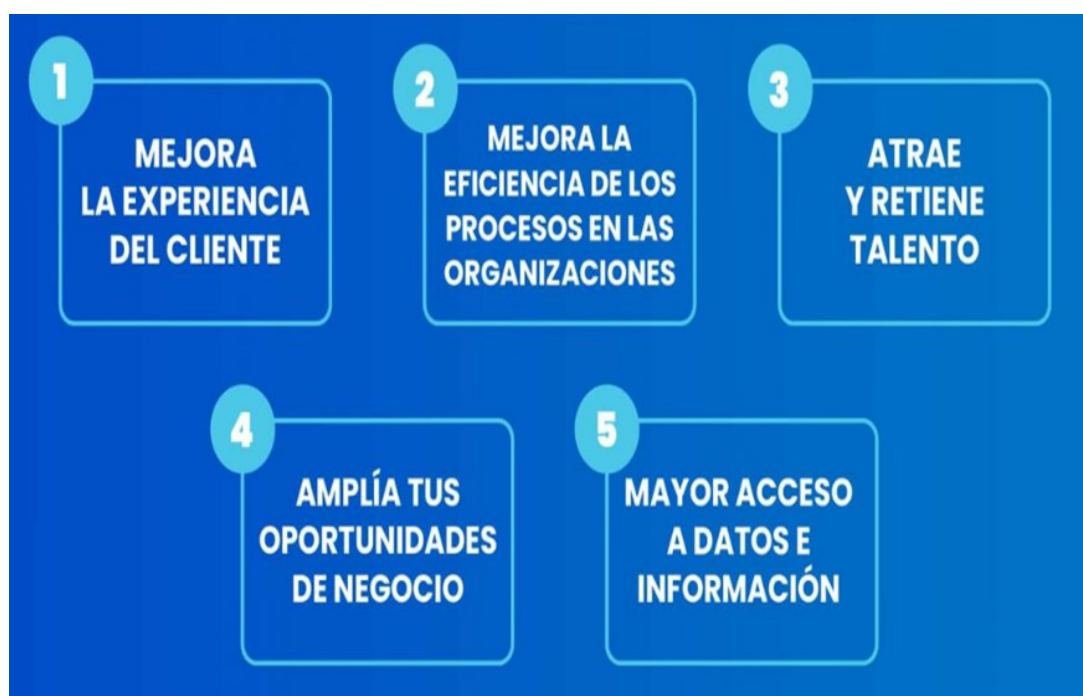 1
MEJORA
LA EXPERIENCIA
DEL CLIENTE
2
MEJORA LA
EFICIENCIA DE LOS
PROCESOS EN LAS
ORGANIZACIONES
3
ATRAE
Y RETIENE
TALENTO
4
AMPLÍA TUS
OPORTUNIDADES
DE NEGOCIO
5
MAYOR ACCESO
A DATOS E
INFORMACIÓN